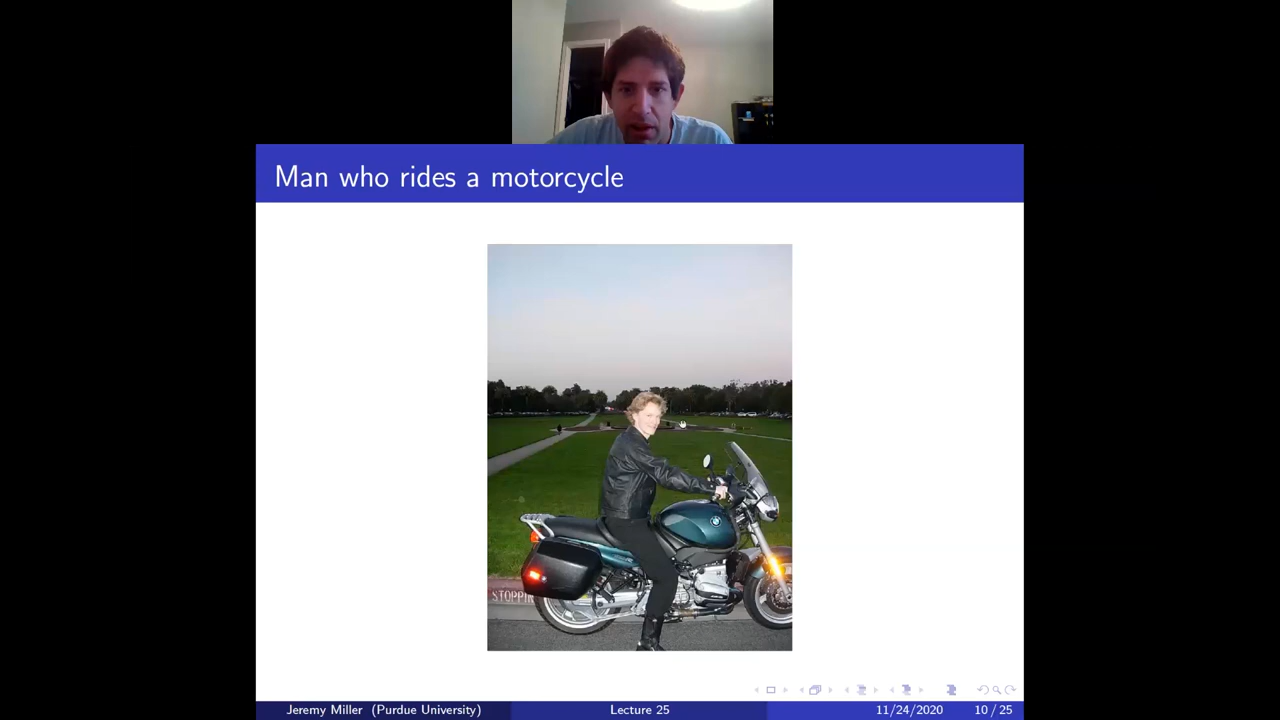 Man who rides a motorcycle
STOPPIN
Jeremy Miller (Purdue University) Lecture 25 11/24/2020 10 / 25